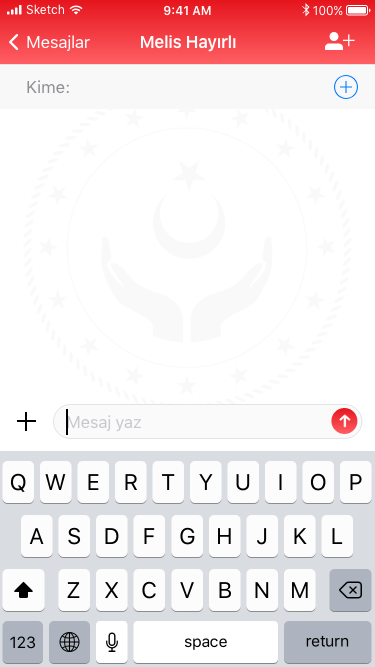 Sketch 9:41 AM 100%
Mesajlar Melis Hayırlı
Kime:
Mesaj yaz
Q W E R T Y U I O P
A S D F G H J K L
Z X C V B N M
123 space return